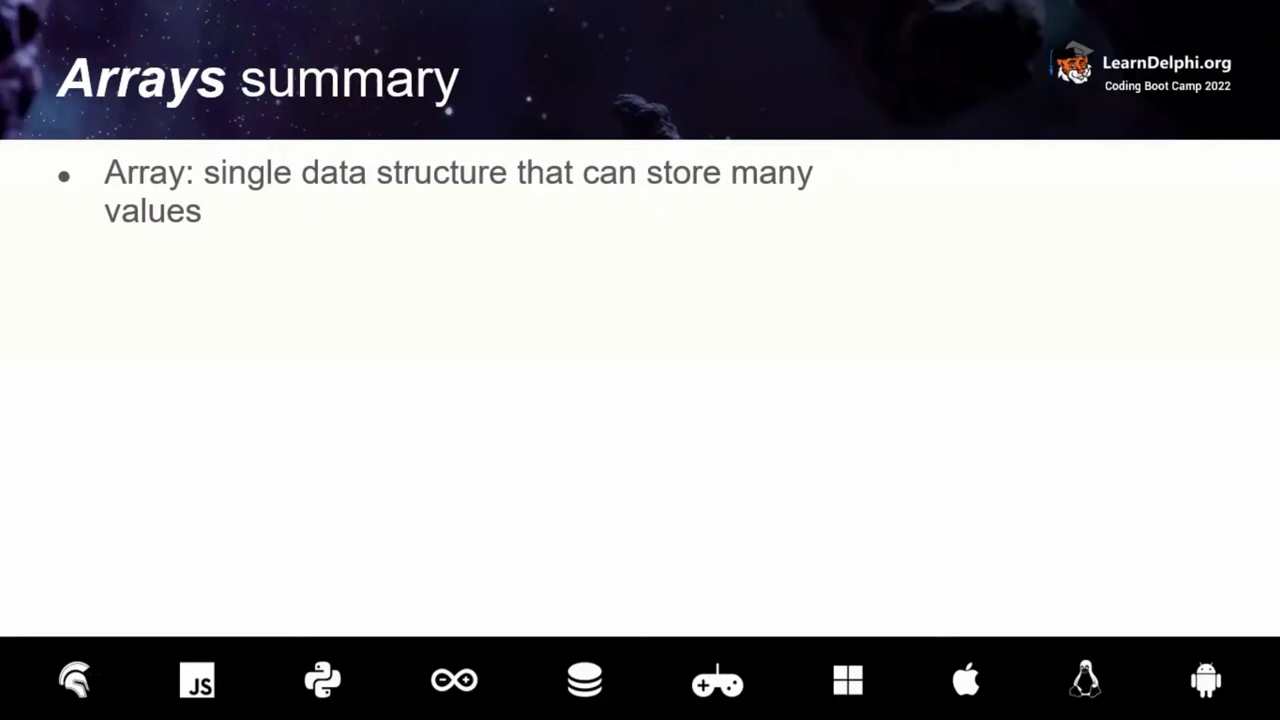 Arrays summary
LearnDelphi.org
Coding Boot Camp 2022
● Array: single data structure that can store many
values
JS